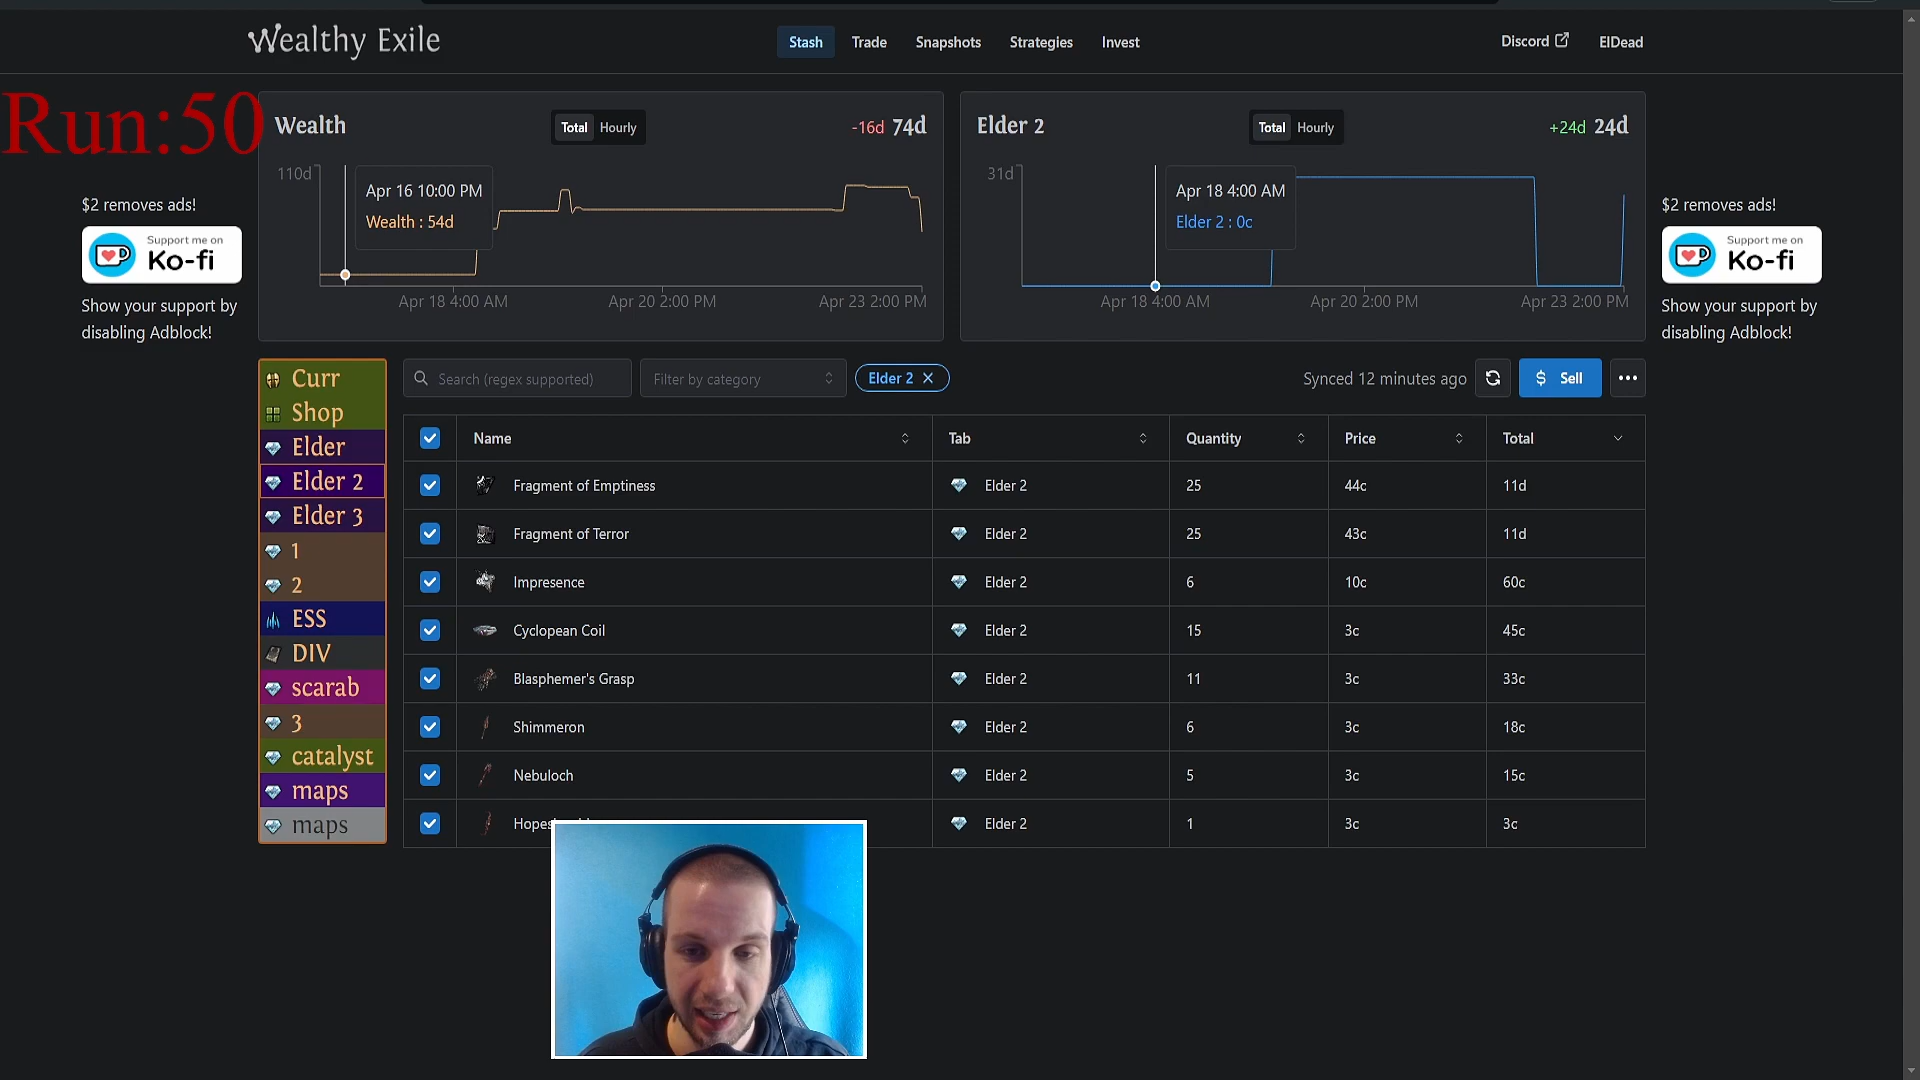 Wealthy Exile
Stash Trade Snapshots Strategies Invest
Discord ElDead
Run:50
Wealth Total Hourly -16d 74d
110d
Apr 16 10:00 PM
Wealth : 54d
Apr 18 4:00 AM Apr 20 2:00 PM Apr 23 2:00 PM
Elder 2 Total Hourly +24d 24d
31d
Apr 18 4:00 AM
Elder 2 : 0c
Apr 18 4:00 AM Apr 20 2:00 PM Apr 23 2:00 PM
$2 removes ads!
Support me on
Ko-fi
Show your support by
disabling Adblock!
$2 removes ads!
Support me on
Ko-fi
Show your support by
disabling Adblock!
Curr
Shop
Elder
Elder 2
Elder 3
1
2
ESS
DIV
scarab
3
catalyst
maps
maps
Search (regex supported) Filter by category Elder 2 Synced 12 minutes ago $ Sell
Name Tab Quantity Price Total
Fragment of Emptiness Elder 2 25 44c 11d
Fragment of Terror Elder 2 25 43c 11d
Impresence Elder 2 6 10c 60c
Cyclopean Coil Elder 2 15 3c 45c
Blasphemer's Grasp Elder 2 11 3c 33c
Shimmeron Elder 2 6 3c 18c
Nebuloch Elder 2 5 3c 15c
Elder 2 1 3c 3c